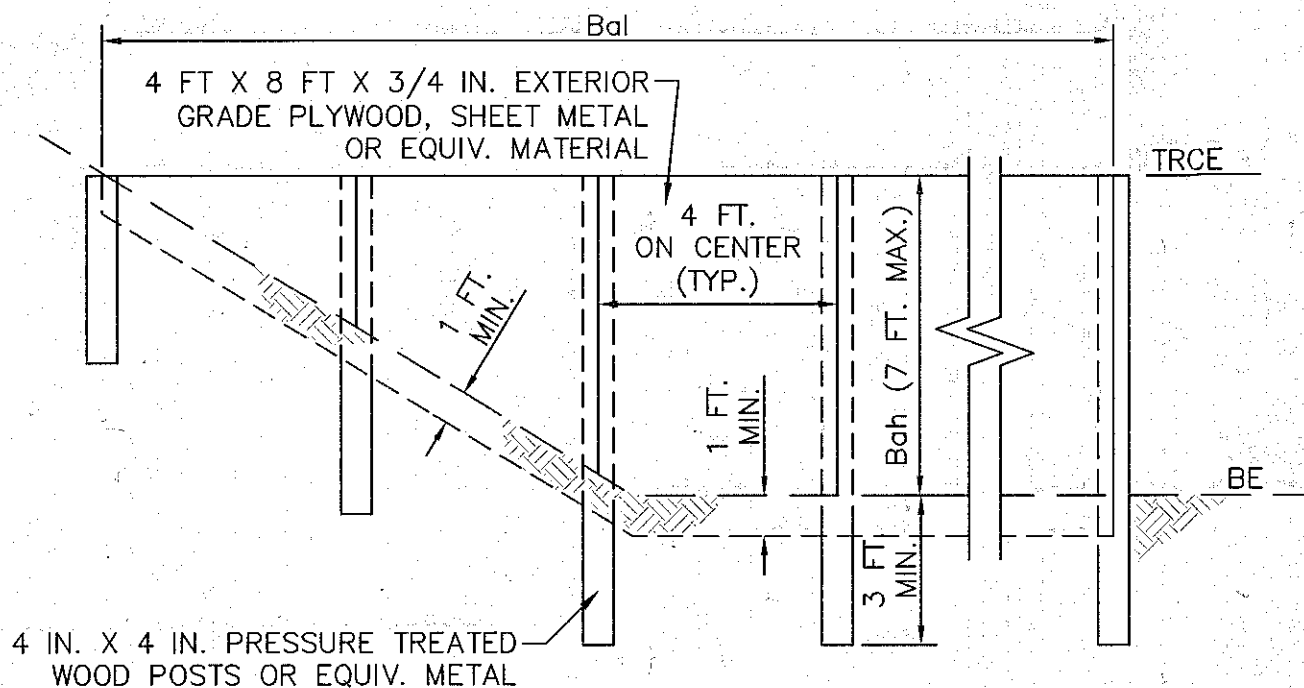 Bal
4 FT X 8 FT X 3/4 IN. EXTERIOR
GRADE PLYWOOD, SHEET METAL
OR EQUIV. MATERIAL
TRCE
4 FT.
ON CENTER
(TYP.)
1 FT.
MIN.
Bah (7 FT. MAX.)
1 FT.
MIN.
BE
3 FT
MIN.
4 IN. X 4 IN. PRESSURE TREATED
WOOD POSTS OR EQUIV. METAL